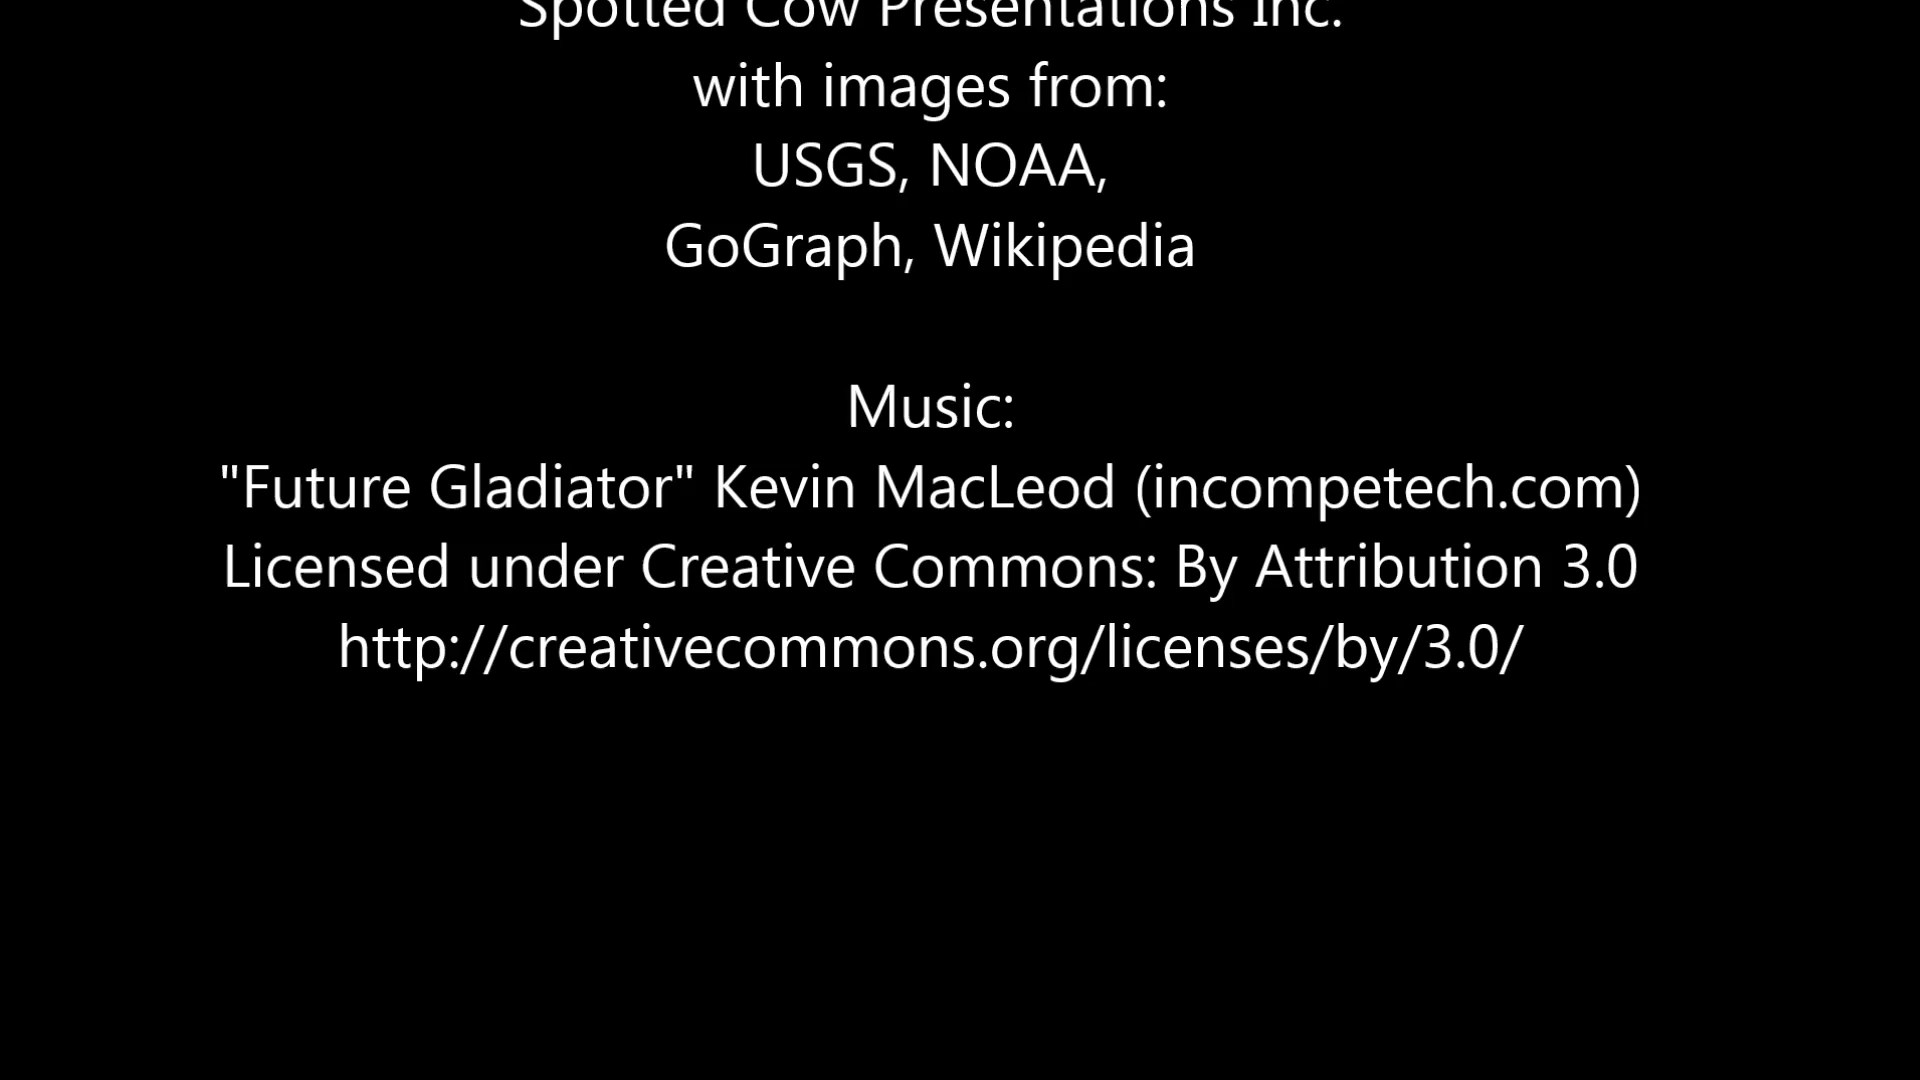 Spotted Cow Presentations Inc.
with images from:
USGS, NOAA,
GoGraph, Wikipedia
Music:
"Future Gladiator" Kevin MacLeod (incompetech.com)
Licensed under Creative Commons: By Attribution 3.0
http://creativecommons.org/licenses/by/3.0/